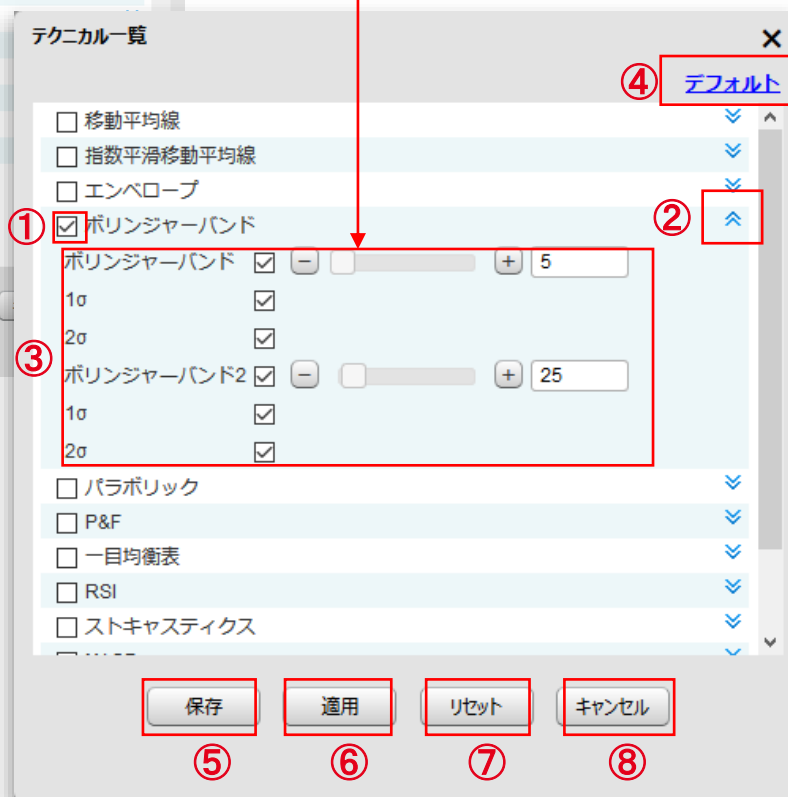 テクニカル一覧
④ デフォルト
移動平均線
指数平滑移動平均線
エンベロープ
① ボリンジャーバンド ②
ボリンジャーバンド 5
1σ
2σ
③
ボリンジャーバンド2 25
1σ
2σ
パラボリック
P&F
一目均衡表
RSI
ストキャスティクス
保存 適用 リセット キャンセル
⑤ ⑥ ⑦ ⑧